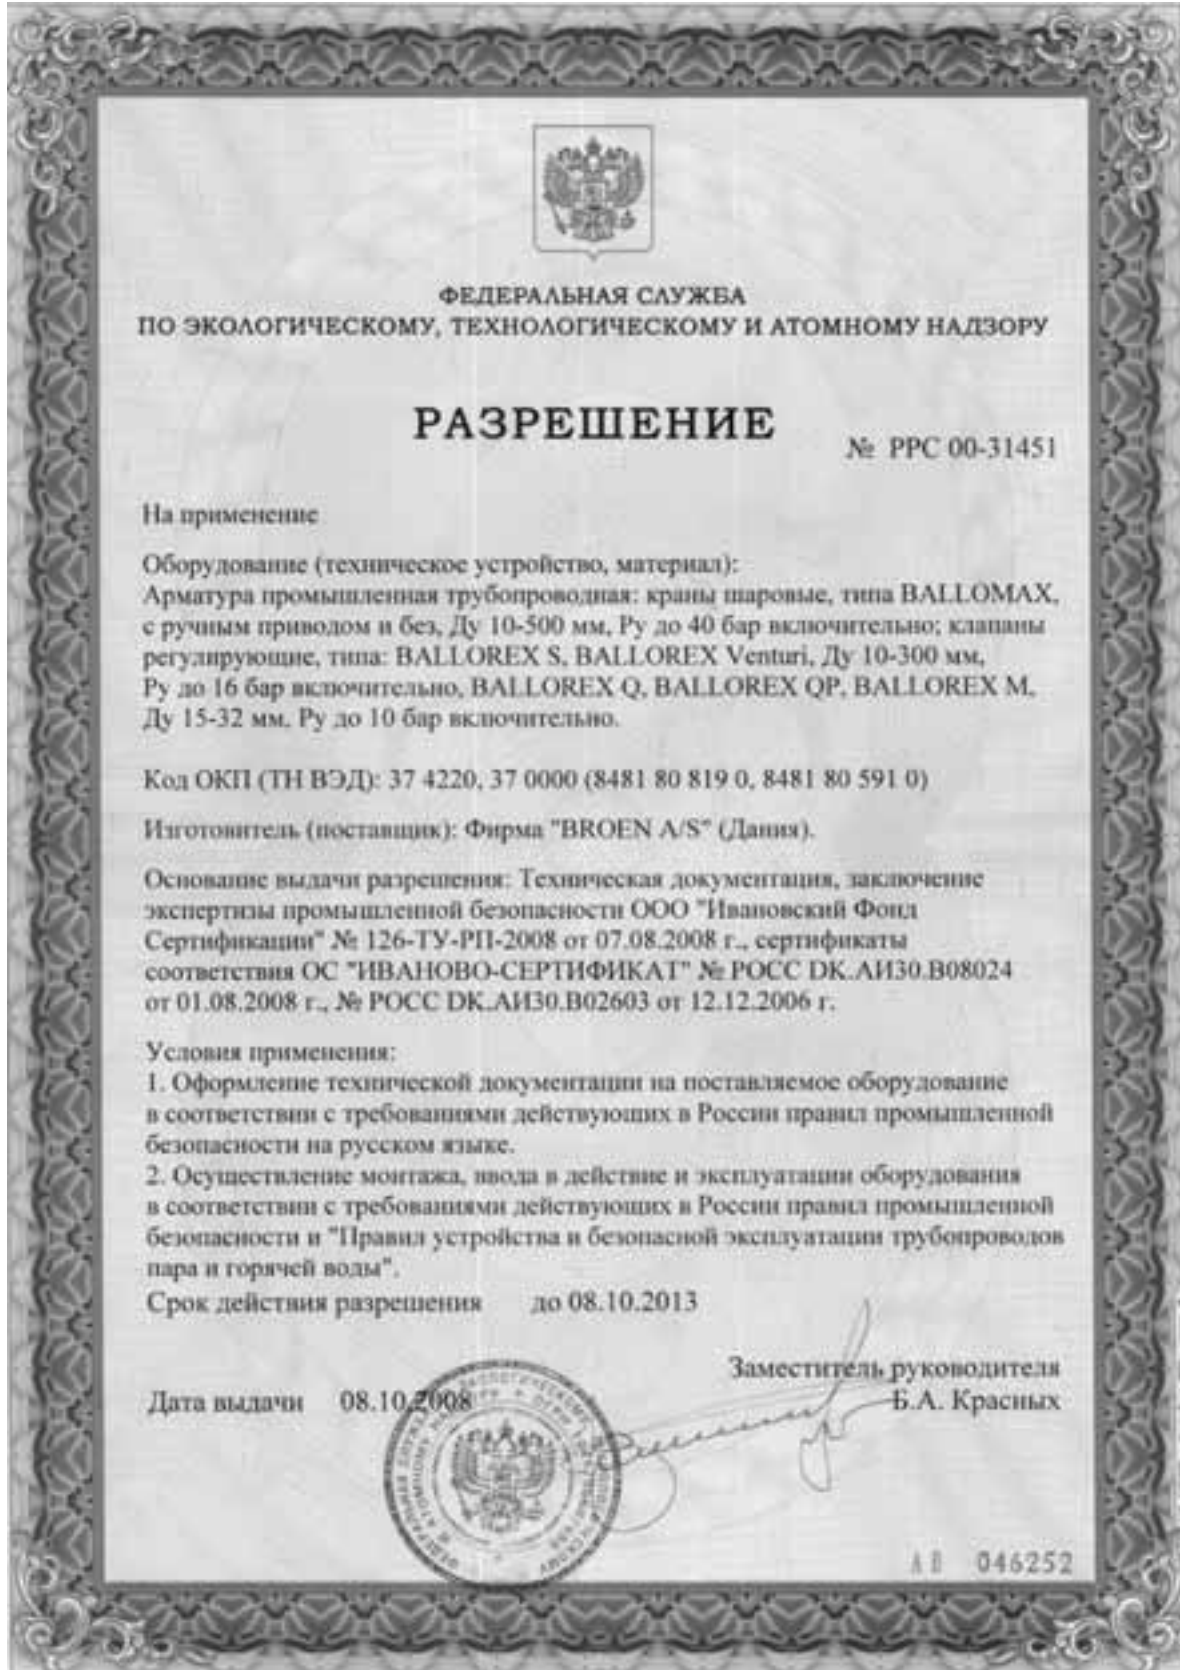 ФЕДЕРАЛЬНАЯ СЛУЖБА
ПО ЭКОЛОГИЧЕСКОМУ, ТЕХНОЛОГИЧЕСКОМУ И АТОМНОМУ НАДЗОРУ
РАЗРЕШЕНИЕ
№ РРС 00-31451
На применение
Оборудование (техническое устройство, материал):
Арматура промышленная трубопроводная: краны шаровые, типа BALLOMAX,
с ручным приводом и без, Ду 10-500 мм, Ру до 40 бар включительно; клапаны
регулирующие, типа: BALLOREX S, BALLOREX Venturi, Ду 10-300 мм,
Ру до 16 бар включительно, BALLOREX Q, BALLOREX QP, BALLOREX M,
Ду 15-32 мм, Ру до 10 бар включительно.
Код ОКП (ТН ВЭД): 37 4220, 37 0000 (8481 80 819 0, 8481 80 591 0)
Изготовитель (поставщик): Фирма "BROEN A/S" (Дания).
Основание выдачи разрешения: Техническая документация, заключение
экспертизы промышленной безопасности ООО "Ивановский Фонд
Сертификации" № 126-ТУ-РП-2008 от 07.08.2008 г., сертификаты
соответствия ОС "ИВАНОВО-СЕРТИФИКАТ" № РОСС DK.АИ30.В08024
от 01.08.2008 г., № РОСС DK.АИ30.В02603 от 12.12.2006 г.
Условия применения:
1. Оформление технической документации на поставляемое оборудование
в соответствии с требованиями действующих в России правил промышленной
безопасности на русском языке.
2. Осуществление монтажа, ввода в действие и эксплуатации оборудования
в соответствии с требованиями действующих в России правил промышленной
безопасности и "Правил устройства и безопасной эксплуатации трубопроводов
пара и горячей воды".
Срок действия разрешения до 08.10.2013
Заместитель руководителя
Дата выдачи 08.10.2008 Б.А. Красных
АВ 046252